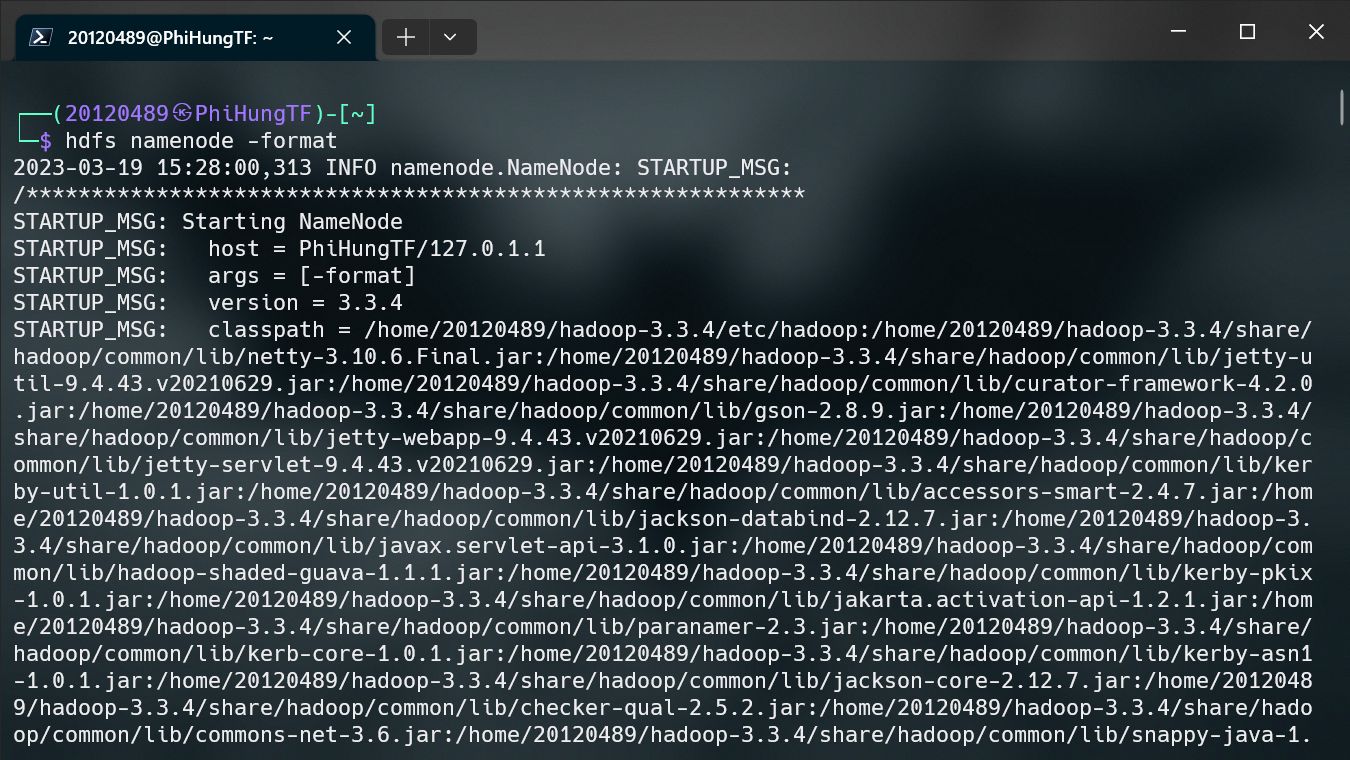 20120489@PhiHungTF: ~
┌──(20120489㉿PhiHungTF)-[~]
└─$ hdfs namenode -format
2023-03-19 15:28:00,313 INFO namenode.NameNode: STARTUP_MSG:
/************************************************************
STARTUP_MSG: Starting NameNode
STARTUP_MSG:   host = PhiHungTF/127.0.1.1
STARTUP_MSG:   args = [-format]
STARTUP_MSG:   version = 3.3.4
STARTUP_MSG:   classpath = /home/20120489/hadoop-3.3.4/etc/hadoop:/home/20120489/hadoop-3.3.4/share/
hadoop/common/lib/netty-3.10.6.Final.jar:/home/20120489/hadoop-3.3.4/share/hadoop/common/lib/jetty-u
til-9.4.43.v20210629.jar:/home/20120489/hadoop-3.3.4/share/hadoop/common/lib/curator-framework-4.2.0
.jar:/home/20120489/hadoop-3.3.4/share/hadoop/common/lib/gson-2.8.9.jar:/home/20120489/hadoop-3.3.4/
share/hadoop/common/lib/jetty-webapp-9.4.43.v20210629.jar:/home/20120489/hadoop-3.3.4/share/hadoop/c
ommon/lib/jetty-servlet-9.4.43.v20210629.jar:/home/20120489/hadoop-3.3.4/share/hadoop/common/lib/ker
by-util-1.0.1.jar:/home/20120489/hadoop-3.3.4/share/hadoop/common/lib/accessors-smart-2.4.7.jar:/hom
e/20120489/hadoop-3.3.4/share/hadoop/common/lib/jackson-databind-2.12.7.jar:/home/20120489/hadoop-3.
3.4/share/hadoop/common/lib/javax.servlet-api-3.1.0.jar:/home/20120489/hadoop-3.3.4/share/hadoop/com
mon/lib/hadoop-shaded-guava-1.1.1.jar:/home/20120489/hadoop-3.3.4/share/hadoop/common/lib/kerby-pkix
-1.0.1.jar:/home/20120489/hadoop-3.3.4/share/hadoop/common/lib/jakarta.activation-api-1.2.1.jar:/hom
e/20120489/hadoop-3.3.4/share/hadoop/common/lib/paranamer-2.3.jar:/home/20120489/hadoop-3.3.4/share/
hadoop/common/lib/kerb-core-1.0.1.jar:/home/20120489/hadoop-3.3.4/share/hadoop/common/lib/kerby-asn1
-1.0.1.jar:/home/20120489/hadoop-3.3.4/share/hadoop/common/lib/jackson-core-2.12.7.jar:/home/2012048
9/hadoop-3.3.4/share/hadoop/common/lib/checker-qual-2.5.2.jar:/home/20120489/hadoop-3.3.4/share/hado
op/common/lib/commons-net-3.6.jar:/home/20120489/hadoop-3.3.4/share/hadoop/common/lib/snappy-java-1.